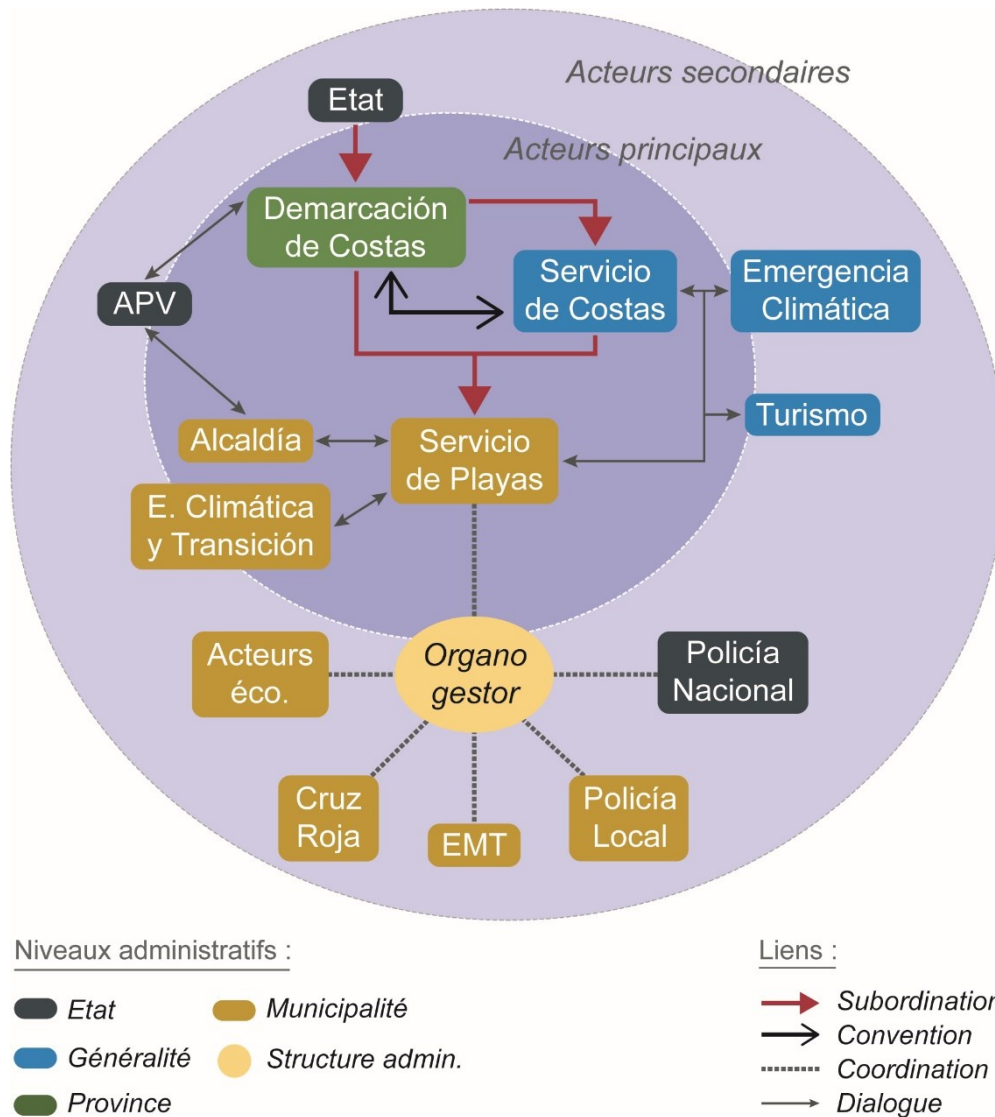 Acteurs secondaires
Etat
Acteurs principaux
Demarcación
de Costas
Servicio
de Costas
Emergencia
Climática
APV
Turismo
Alcaldía
Servicio
de Playas
E. Climática
y Transición
Acteurs
éco.
Organo
gestor
Policía
Nacional
Cruz
Roja
EMT
Policía
Local
Niveaux administratifs :
Etat
Municipalité
Généralité
Structure admin.
Province
Liens :
Subordination
Convention
Coordination
Dialogue